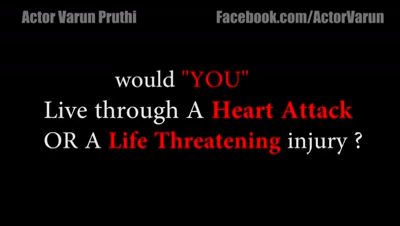 Actor Varun Pruthi
Facebook.com/ActorVarun
would "YOU"
Live through A Heart Attack
OR A Life Threatening injury ?